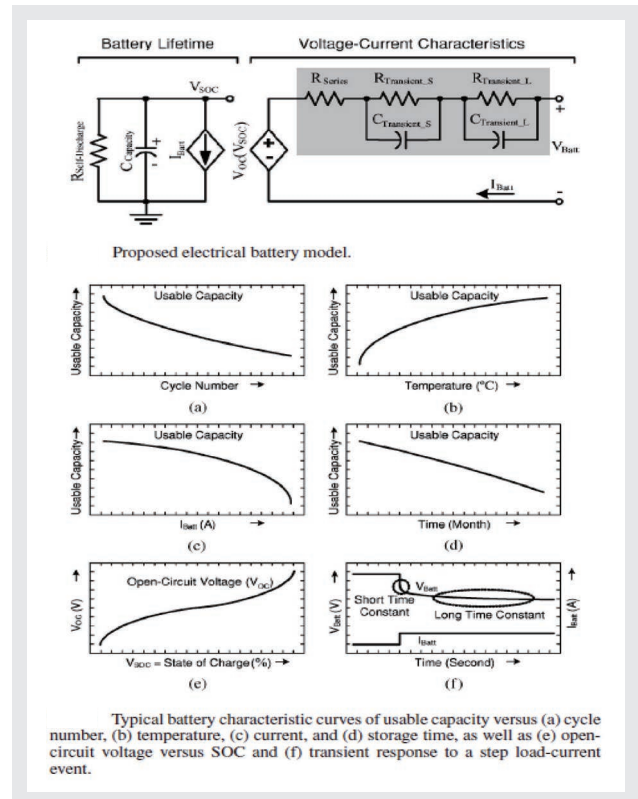 Battery Lifetime
Voltage-Current Characteristics
VSOC
RSelf-Discharge
CCapacity
+
-
IBatt
VOC(VSOC)
+
-
RSeries
RTransient_S
CTransient_S
RTransient_L
CTransient_L
+
VBatt
IBatt
-
Proposed electrical battery model.
Usable Capacity
Usable Capacity→
Cycle Number →
(a)
Usable Capacity
Usable Capacity→
Temperature (°C) →
(b)
Usable Capacity
Usable Capacity→
IBatt (A) →
(c)
Usable Capacity
Usable Capacity→
Time (Month) →
(d)
Open-Circuit Voltage (VOC)
VOC (V) →
VSOC = State of Charge(%) →
(e)
VBatt
Short Time
Constant
Long Time Constant
IBatt
VBatt (V) →
IBatt (A) →
Time (Second) →
(f)
Typical battery characteristic curves of usable capacity versus (a) cycle
number, (b) temperature, (c) current, and (d) storage time, as well as (e) open-
circuit voltage versus SOC and (f) transient response to a step load-current
event.